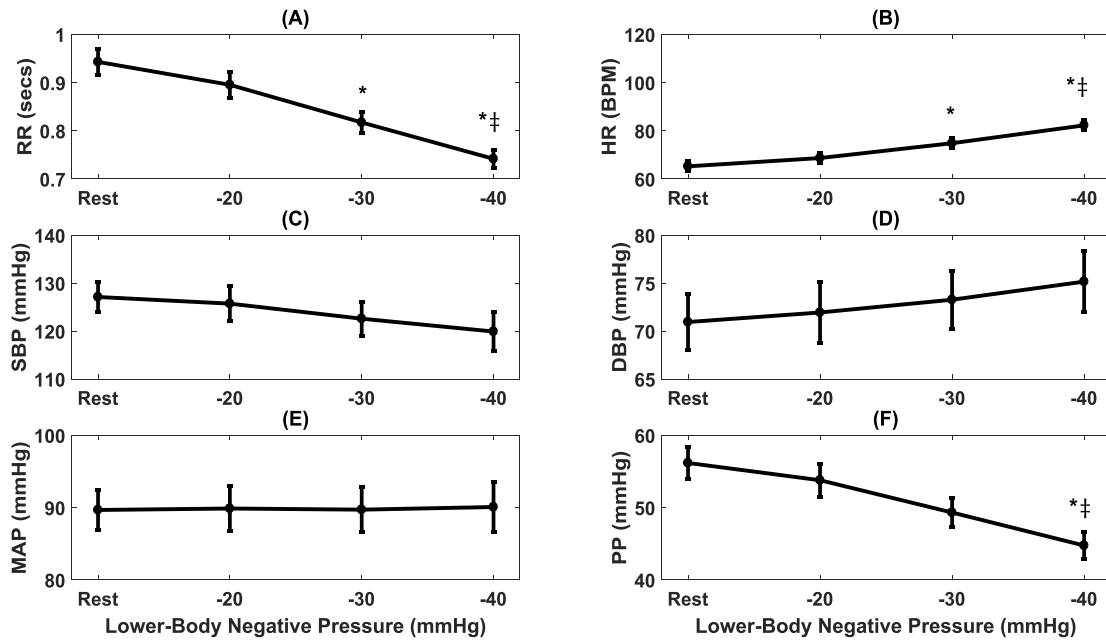 (A)
RR (secs)
1
0.9
0.8
0.7
*
*‡
Rest -20 -30 -40
(B)
HR (BPM)
120
100
80
60
*
*‡
Rest -20 -30 -40
(C)
SBP (mmHg)
140
130
120
110
Rest -20 -30 -40
(D)
DBP (mmHg)
80
75
70
65
Rest -20 -30 -40
(E)
MAP (mmHg)
100
90
80
Rest -20 -30 -40
Lower-Body Negative Pressure (mmHg)
(F)
PP (mmHg)
60
50
40
*‡
Rest -20 -30 -40
Lower-Body Negative Pressure (mmHg)